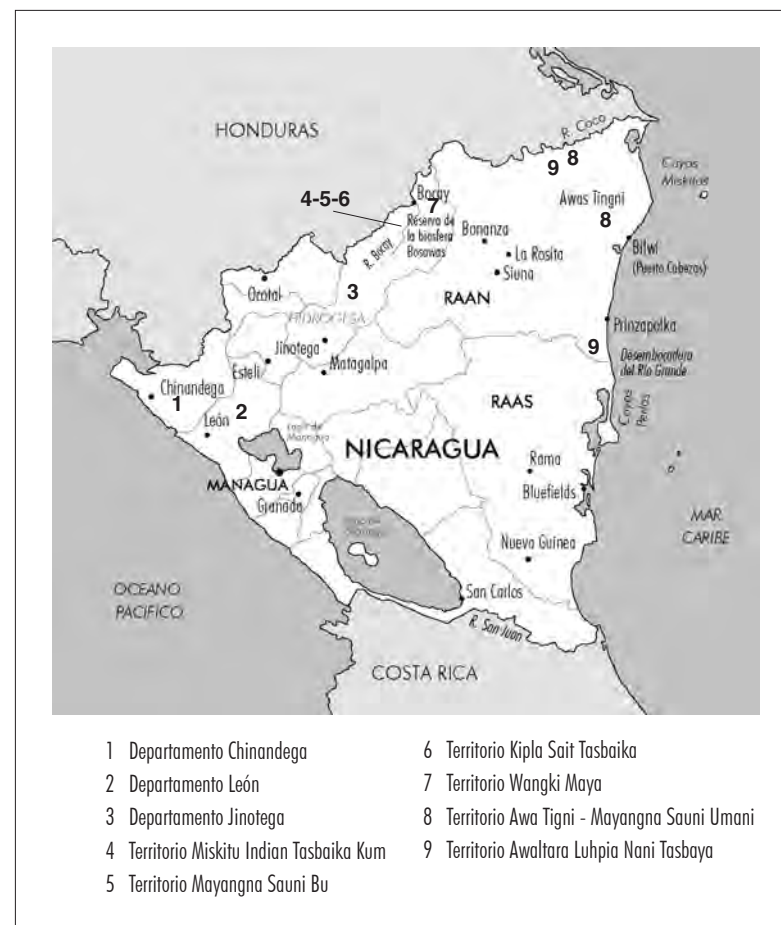 HONDURAS
R. Coco
9 8
Cayos
Miskitos
4-5-6
Bocay
7
Réserva de
la biosfera
Bosawas
Awas Tingni
8
Bonanza
R. Bocay
La Rosita
Siuna
Bilwi
(Puerto Cabezas)
Ocotal
3
RAAN
HIDROGESA
Prinzapolka
Jinotega
9
Desembocadura
del Río Grande
Estelí
Matagalpa
Chinandega
1
2
León
RAAS
Cayos
Perlas
NICARAGUA
MANAGUA
Granada
Rama
Bluefields
MAR
CARIBE
Nueva Guinea
OCEANO
PACIFICO
San Carlos
R. San Juan
COSTA RICA
1 Departamento Chinandega
2 Departamento León
3 Departamento Jinotega
4 Territorio Miskitu Indian Tasbaika Kum
5 Territorio Mayangna Sauni Bu
6 Territorio Kipla Sait Tasbaika
7 Territorio Wangki Maya
8 Territorio Awa Tigni - Mayangna Sauni Umani
9 Territorio Awaltara Luhpia Nani Tasbaya